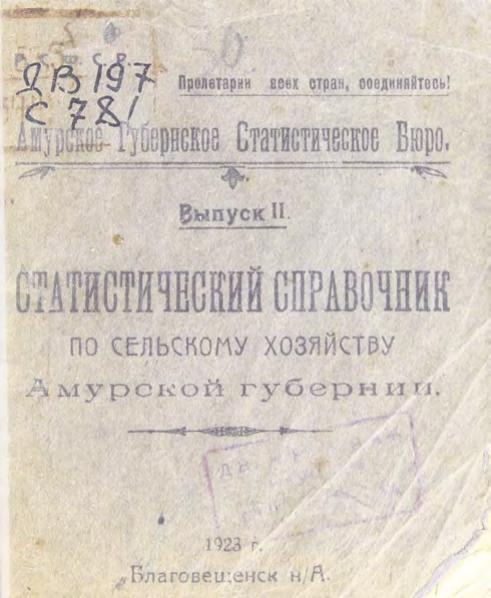 ДВ 197
С 781
Пролетарии всех стран, соединяйтесь!
Амурское Губернское Статистическое Бюро.
Выпуск II.
СТАТИСТИЧЕСКИЙ СПРАВОЧНИК
ПО СЕЛЬСКОМУ ХОЗЯЙСТВУ
Амурской губернии.
1923 г.
Благовещенск н/А.